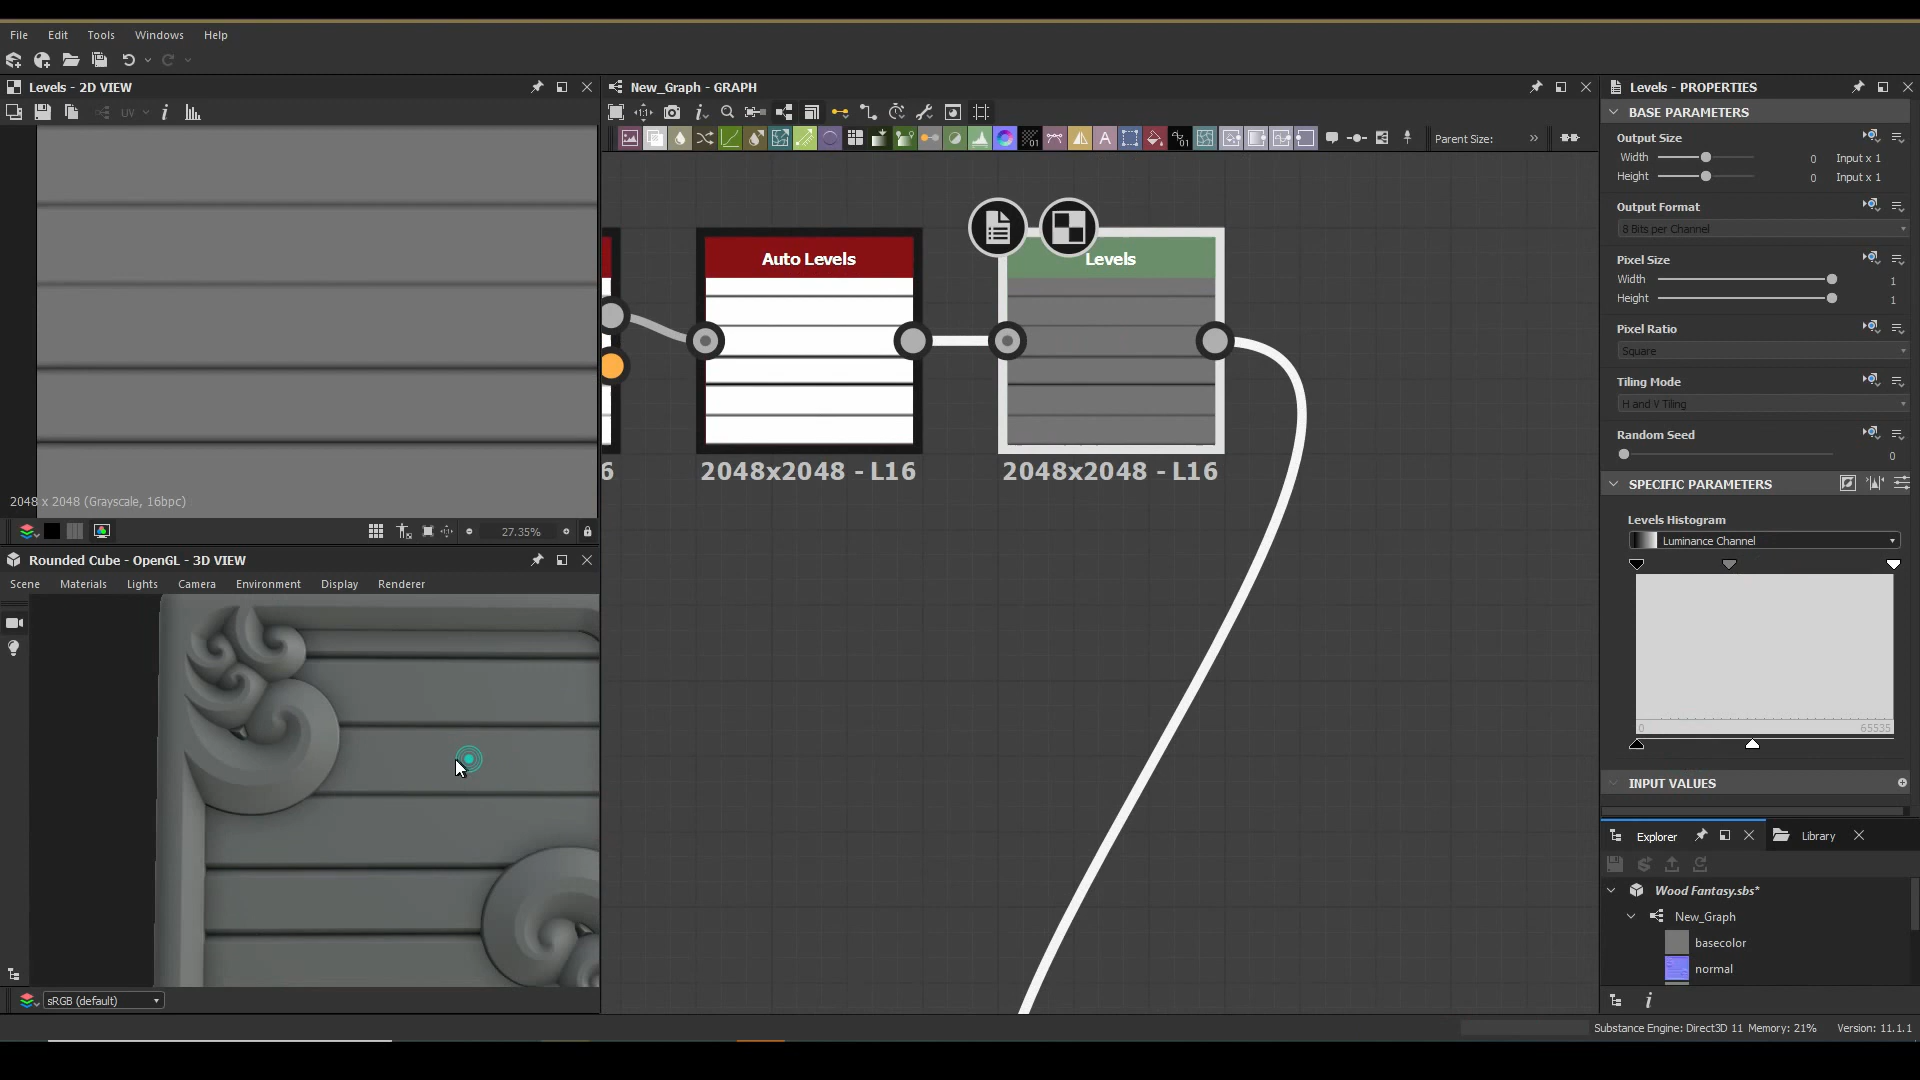 File Edit Tools Windows Help
Levels - 2D VIEW
UV
2048 x 2048 (Grayscale, 16bpc)
27.35%
Rounded Cube - OpenGL - 3D VIEW
Scene Materials Lights Camera Environment Display Renderer
sRGB (default)
New_Graph - GRAPH
Parent Size:
Auto Levels
Levels
6
2048x2048 - L16
2048x2048 - L16
Levels - PROPERTIES
BASE PARAMETERS
Output Size
Width 0 Input x 1
Height 0 Input x 1
Output Format
8 Bits per Channel
Pixel Size
Width 1
Height 1
Pixel Ratio
Square
Tiling Mode
H and V Tiling
Random Seed
0
SPECIFIC PARAMETERS
Levels Histogram
Luminance Channel
0 65535
INPUT VALUES
Explorer Library
Wood Fantasy.sbs*
New_Graph
basecolor
normal
Substance Engine: Direct3D 11 Memory: 21% Version: 11.1.1